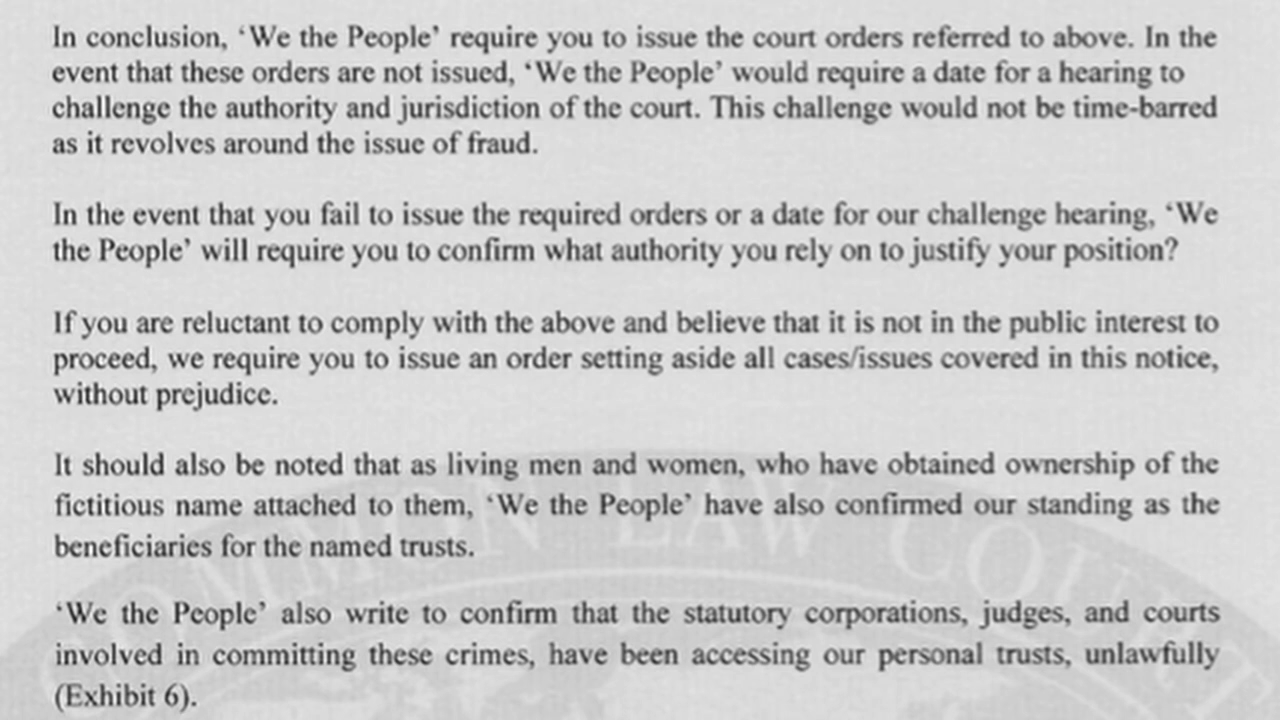 In conclusion, ‘We the People’ require you to issue the court orders referred to above. In the
event that these orders are not issued, ‘We the People’ would require a date for a hearing to
challenge the authority and jurisdiction of the court. This challenge would not be time-barred
as it revolves around the issue of fraud.
In the event that you fail to issue the required orders or a date for our challenge hearing, ‘We
the People’ will require you to confirm what authority you rely on to justify your position?
If you are reluctant to comply with the above and believe that it is not in the public interest to
proceed, we require you to issue an order setting aside all cases/issues covered in this notice,
without prejudice.
It should also be noted that as living men and women, who have obtained ownership of the
fictitious name attached to them, ‘We the People’ have also confirmed our standing as the
beneficiaries for the named trusts.
COMMON LAW COURT
‘We the People’ also write to confirm that the statutory corporations, judges, and courts
involved in committing these crimes, have been accessing our personal trusts, unlawfully
(Exhibit 6).